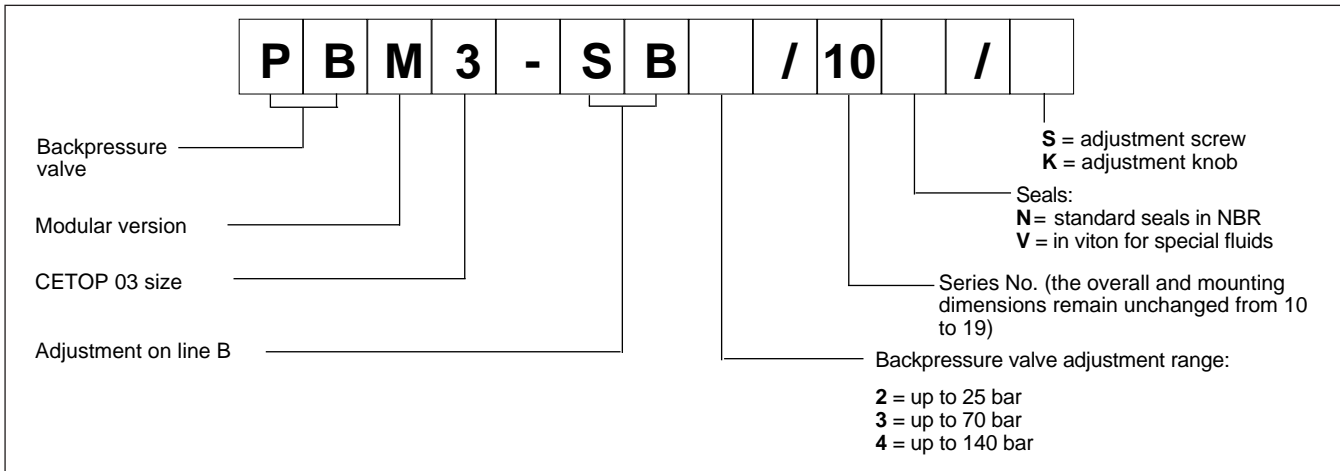 PBM3-SB /10 /
Backpressure
valve
Modular version
CETOP 03 size
Adjustment on line B
S = adjustment screw
K = adjustment knob
Seals:
N= standard seals in NBR
V = in viton for special fluids
Series No. (the overall and mounting
dimensions remain unchanged from 10
to 19)
Backpressure valve adjustment range:
2 = up to 25 bar
3 = up to 70 bar
4 = up to 140 bar